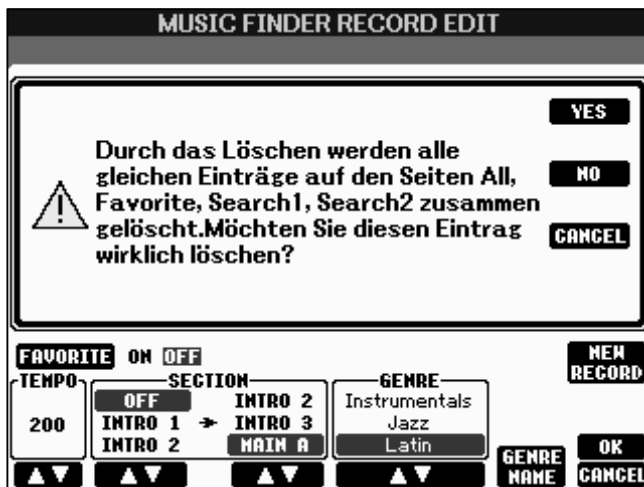 MUSIC FINDER RECORD EDIT
YES
Durch das Löschen werden alle
gleichen Einträge auf den Seiten All,
NO
Favorite, Search1, Search2 zusammen
gelöscht.Möchten Sie diesen Eintrag
CANCEL
wirklich löschen?
FAVORITE ON OFF
NEW
RECORD
TEMPO SECTION GENRE
OFF INTRO 2 Instrumentals
200 INTRO 1 INTRO 3 Jazz
INTRO 2 MAIN A Latin
GENRE
NAME
OK
CANCEL